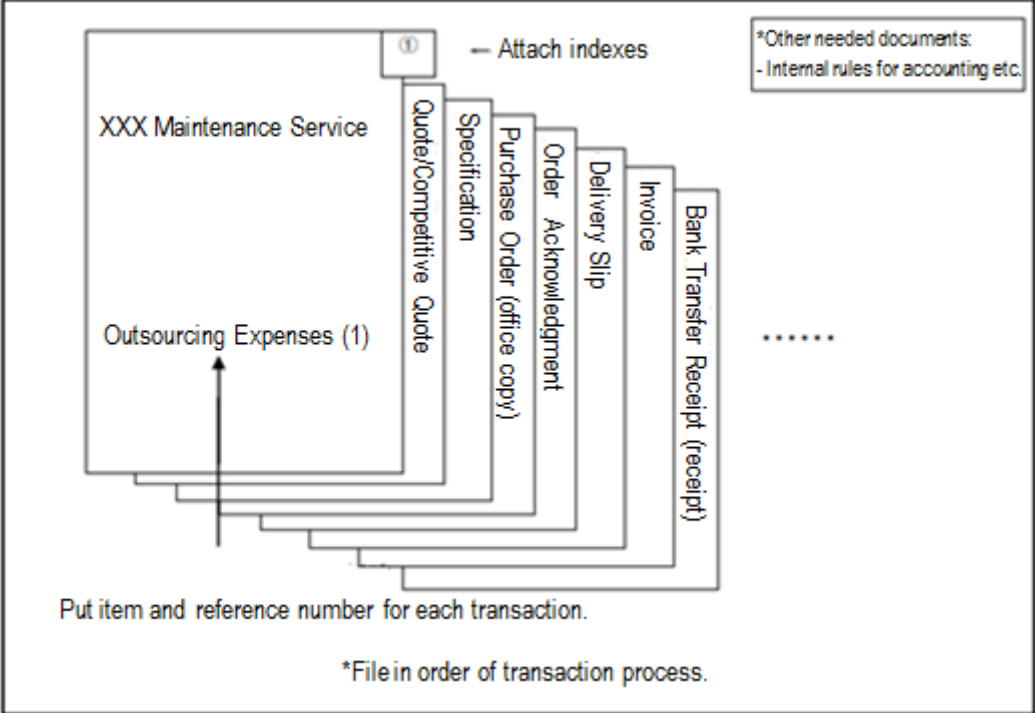 ①
← Attach indexes
*Other needed documents:
- Internal rules for accounting etc.
XXX Maintenance Service
Outsourcing Expenses (1)
Quote/Competitive Quote
Specification
Purchase Order (office copy)
Order Acknowledgment
Delivery Slip
Invoice
Bank Transfer Receipt (receipt)
......
Put item and reference number for each transaction.
*File in order of transaction process.